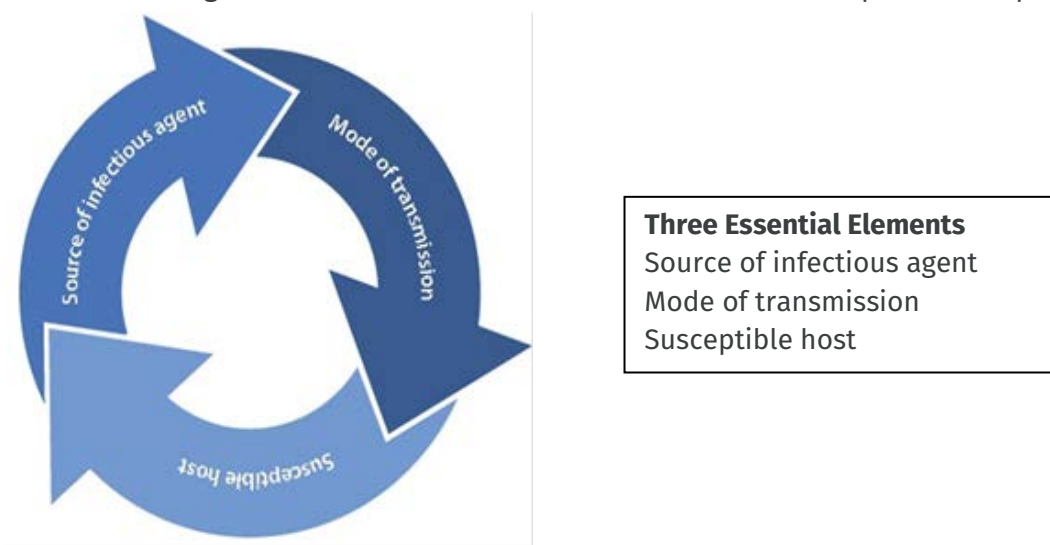 Source of infectious agent
Mode of transmission
Susceptible host
Three Essential Elements
Source of infectious agent
Mode of transmission
Susceptible host